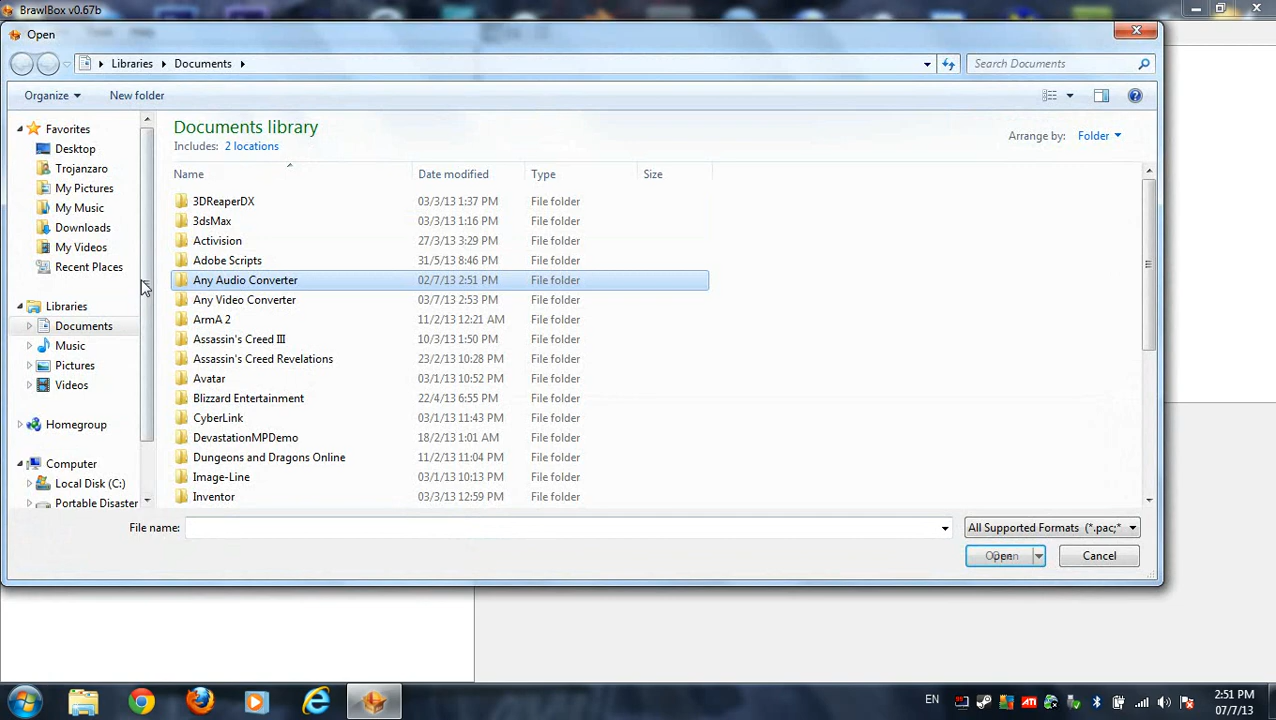 BrawlBox v0.67b
Open
Libraries Documents
Search Documents
Organize New folder
Favorites
Desktop
Trojanzaro
My Pictures
My Music
Downloads
My Videos
Recent Places
Libraries
Documents
Music
Pictures
Videos
Homegroup
Computer
Local Disk (C:)
Portable Disaster
Documents library
Includes: 2 locations
Arrange by: Folder
Name Date modified Type Size
3DReaperDX 03/3/13 1:37 PM File folder
3dsMax 03/3/13 1:16 PM File folder
Activision 27/3/13 3:29 PM File folder
Adobe Scripts 31/5/13 8:46 PM File folder
Any Audio Converter 02/7/13 2:51 PM File folder
Any Video Converter 03/7/13 2:53 PM File folder
ArmA 2 11/2/13 12:21 AM File folder
Assassin's Creed III 10/3/13 1:50 PM File folder
Assassin's Creed Revelations 23/2/13 10:28 PM File folder
Avatar 03/1/13 10:52 PM File folder
Blizzard Entertainment 22/4/13 6:55 PM File folder
CyberLink 03/1/13 11:43 PM File folder
DevastationMPDemo 18/2/13 1:01 AM File folder
Dungeons and Dragons Online 11/2/13 11:04 PM File folder
Image-Line 03/1/13 10:13 PM File folder
Inventor 03/3/13 12:59 PM File folder
File name:
All Supported Formats (*.pac;*
Open Cancel
EN
ATI
2:51 PM
07/7/13